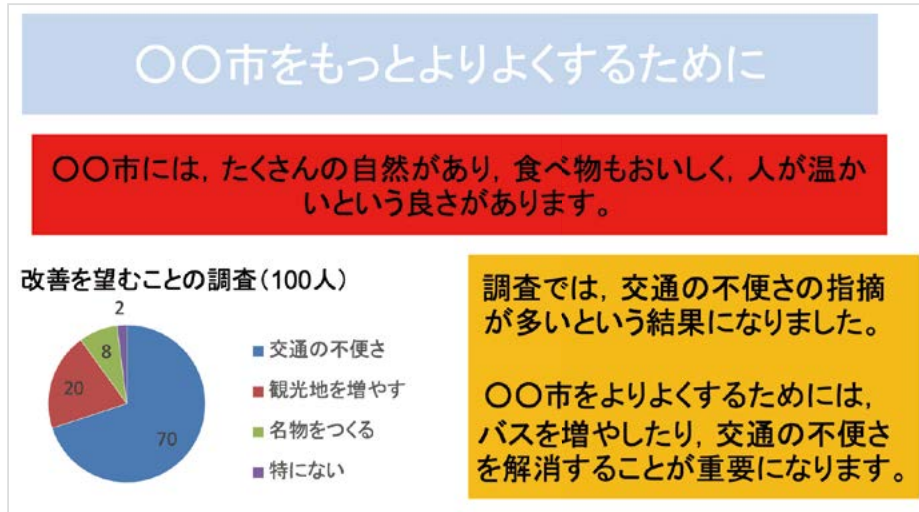 〇〇市をもっとよりよくするために
〇〇市には，たくさんの自然があり，食べ物もおいしく，人が温か
いという良さがあります。
改善を望むことの調査（100人）
2
8
20
70
交通の不便さ
観光地を増やす
名物をつくる
特にない
調査では，交通の不便さの指摘
が多いという結果になりました。
〇〇市をよりよくするためには，
バスを増やしたり，交通の不便さ
を解消することが重要になります。